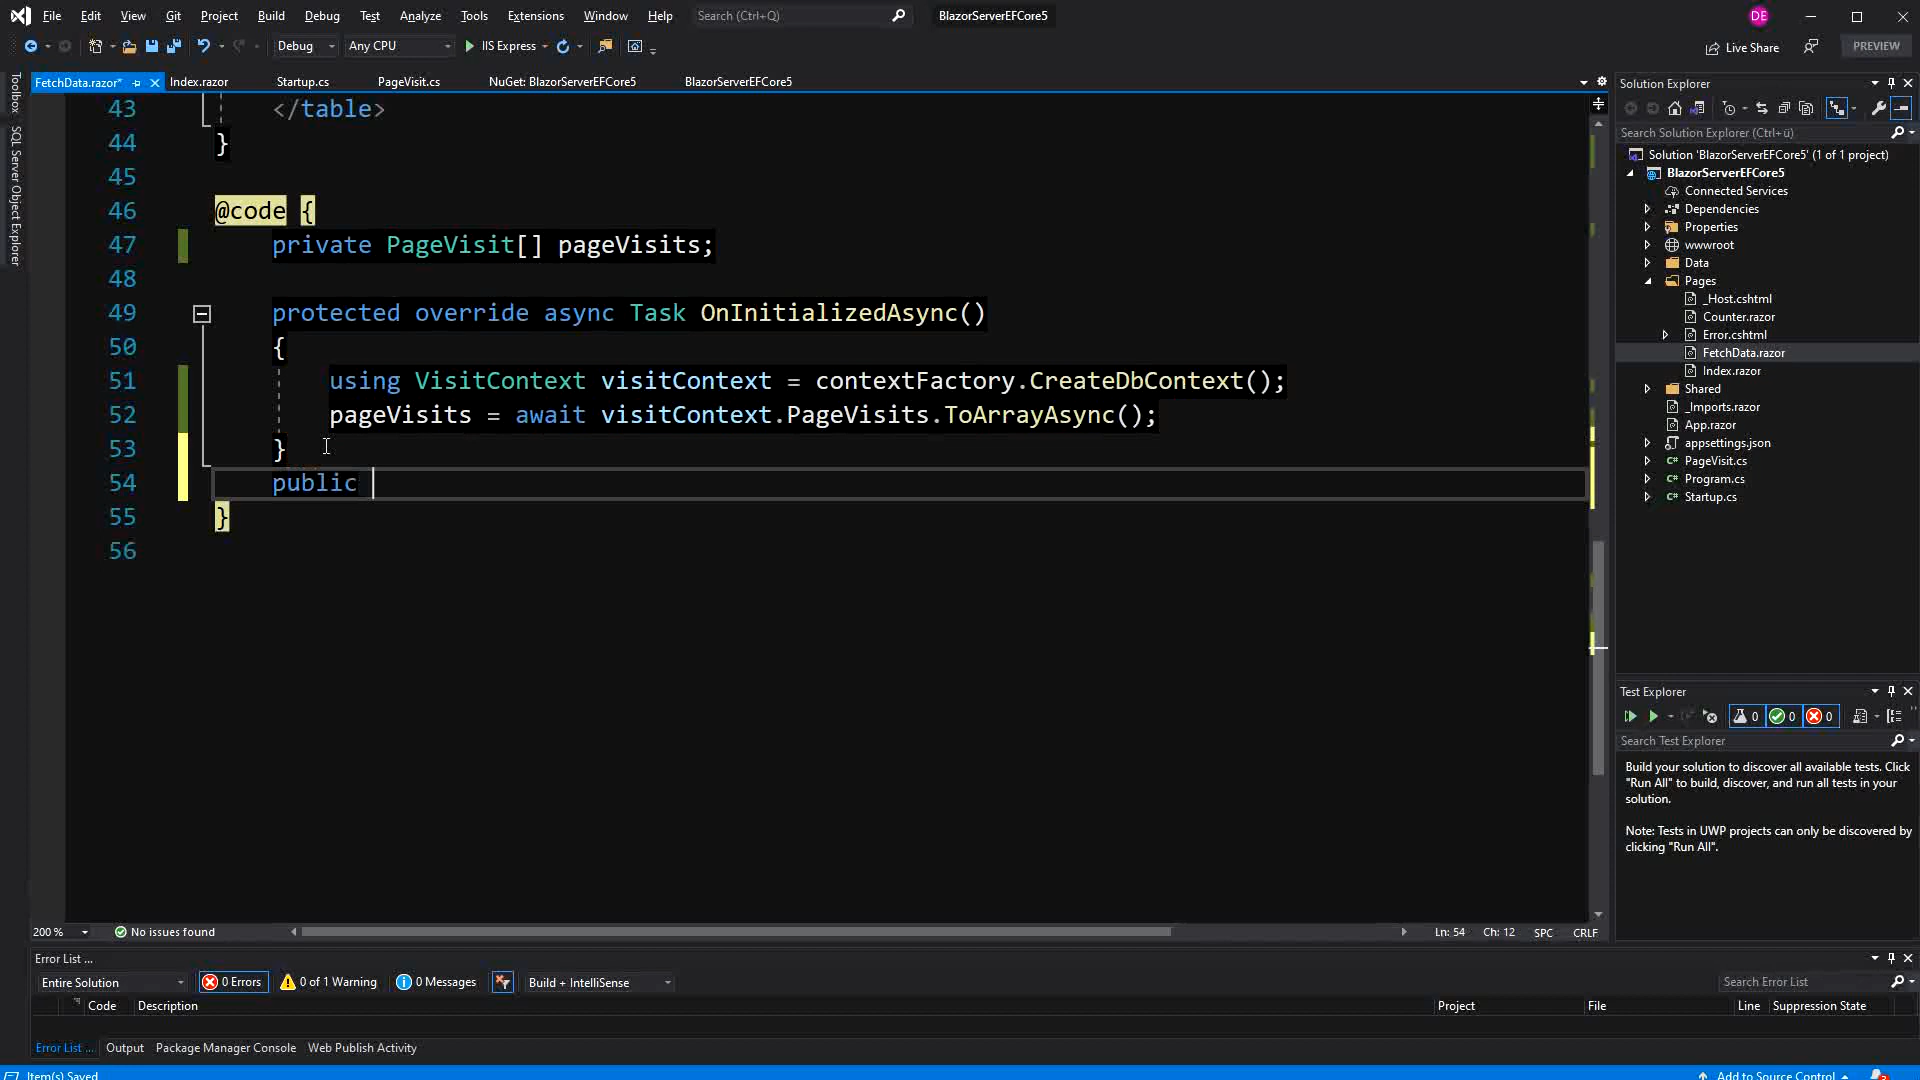 File Edit View Git Project Build Debug Test Analyze Tools Extensions Window Help Search (Ctrl+Q) BlazorServerEFCore5 DE
Debug Any CPU IIS Express Live Share PREVIEW
FetchData.razor* Index.razor Startup.cs PageVisit.cs NuGet: BlazorServerEFCore5 BlazorServerEFCore5
Toolbox
SQL Server Object Explorer
43 </table>
44 }
45
46 @code {
47 private PageVisit[] pageVisits;
48
49 protected override async Task OnInitializedAsync()
50 {
51 using VisitContext visitContext = contextFactory.CreateDbContext();
52 pageVisits = await visitContext.PageVisits.ToArrayAsync();
53 }
54 public
55 }
56
200 % No issues found Ln: 54 Ch: 12 SPC CRLF
Solution Explorer
Search Solution Explorer (Ctrl+ü)
Solution 'BlazorServerEFCore5' (1 of 1 project)
BlazorServerEFCore5
Connected Services
Dependencies
Properties
wwwroot
Data
Pages
_Host.cshtml
Counter.razor
Error.cshtml
FetchData.razor
Index.razor
Shared
_Imports.razor
App.razor
appsettings.json
C# PageVisit.cs
C# Program.cs
C# Startup.cs
Test Explorer
0 0 0
Search Test Explorer
Build your solution to discover all available tests. Click
"Run All" to build, discover, and run all tests in your
solution.
Note: Tests in UWP projects can only be discovered by
clicking "Run All".
Error List ...
Entire Solution 0 Errors 0 of 1 Warning 0 Messages Build + IntelliSense Search Error List
Code Description Project File Line Suppression State
Error List ... Output Package Manager Console Web Publish Activity
Item(s) Saved Add to Source Control